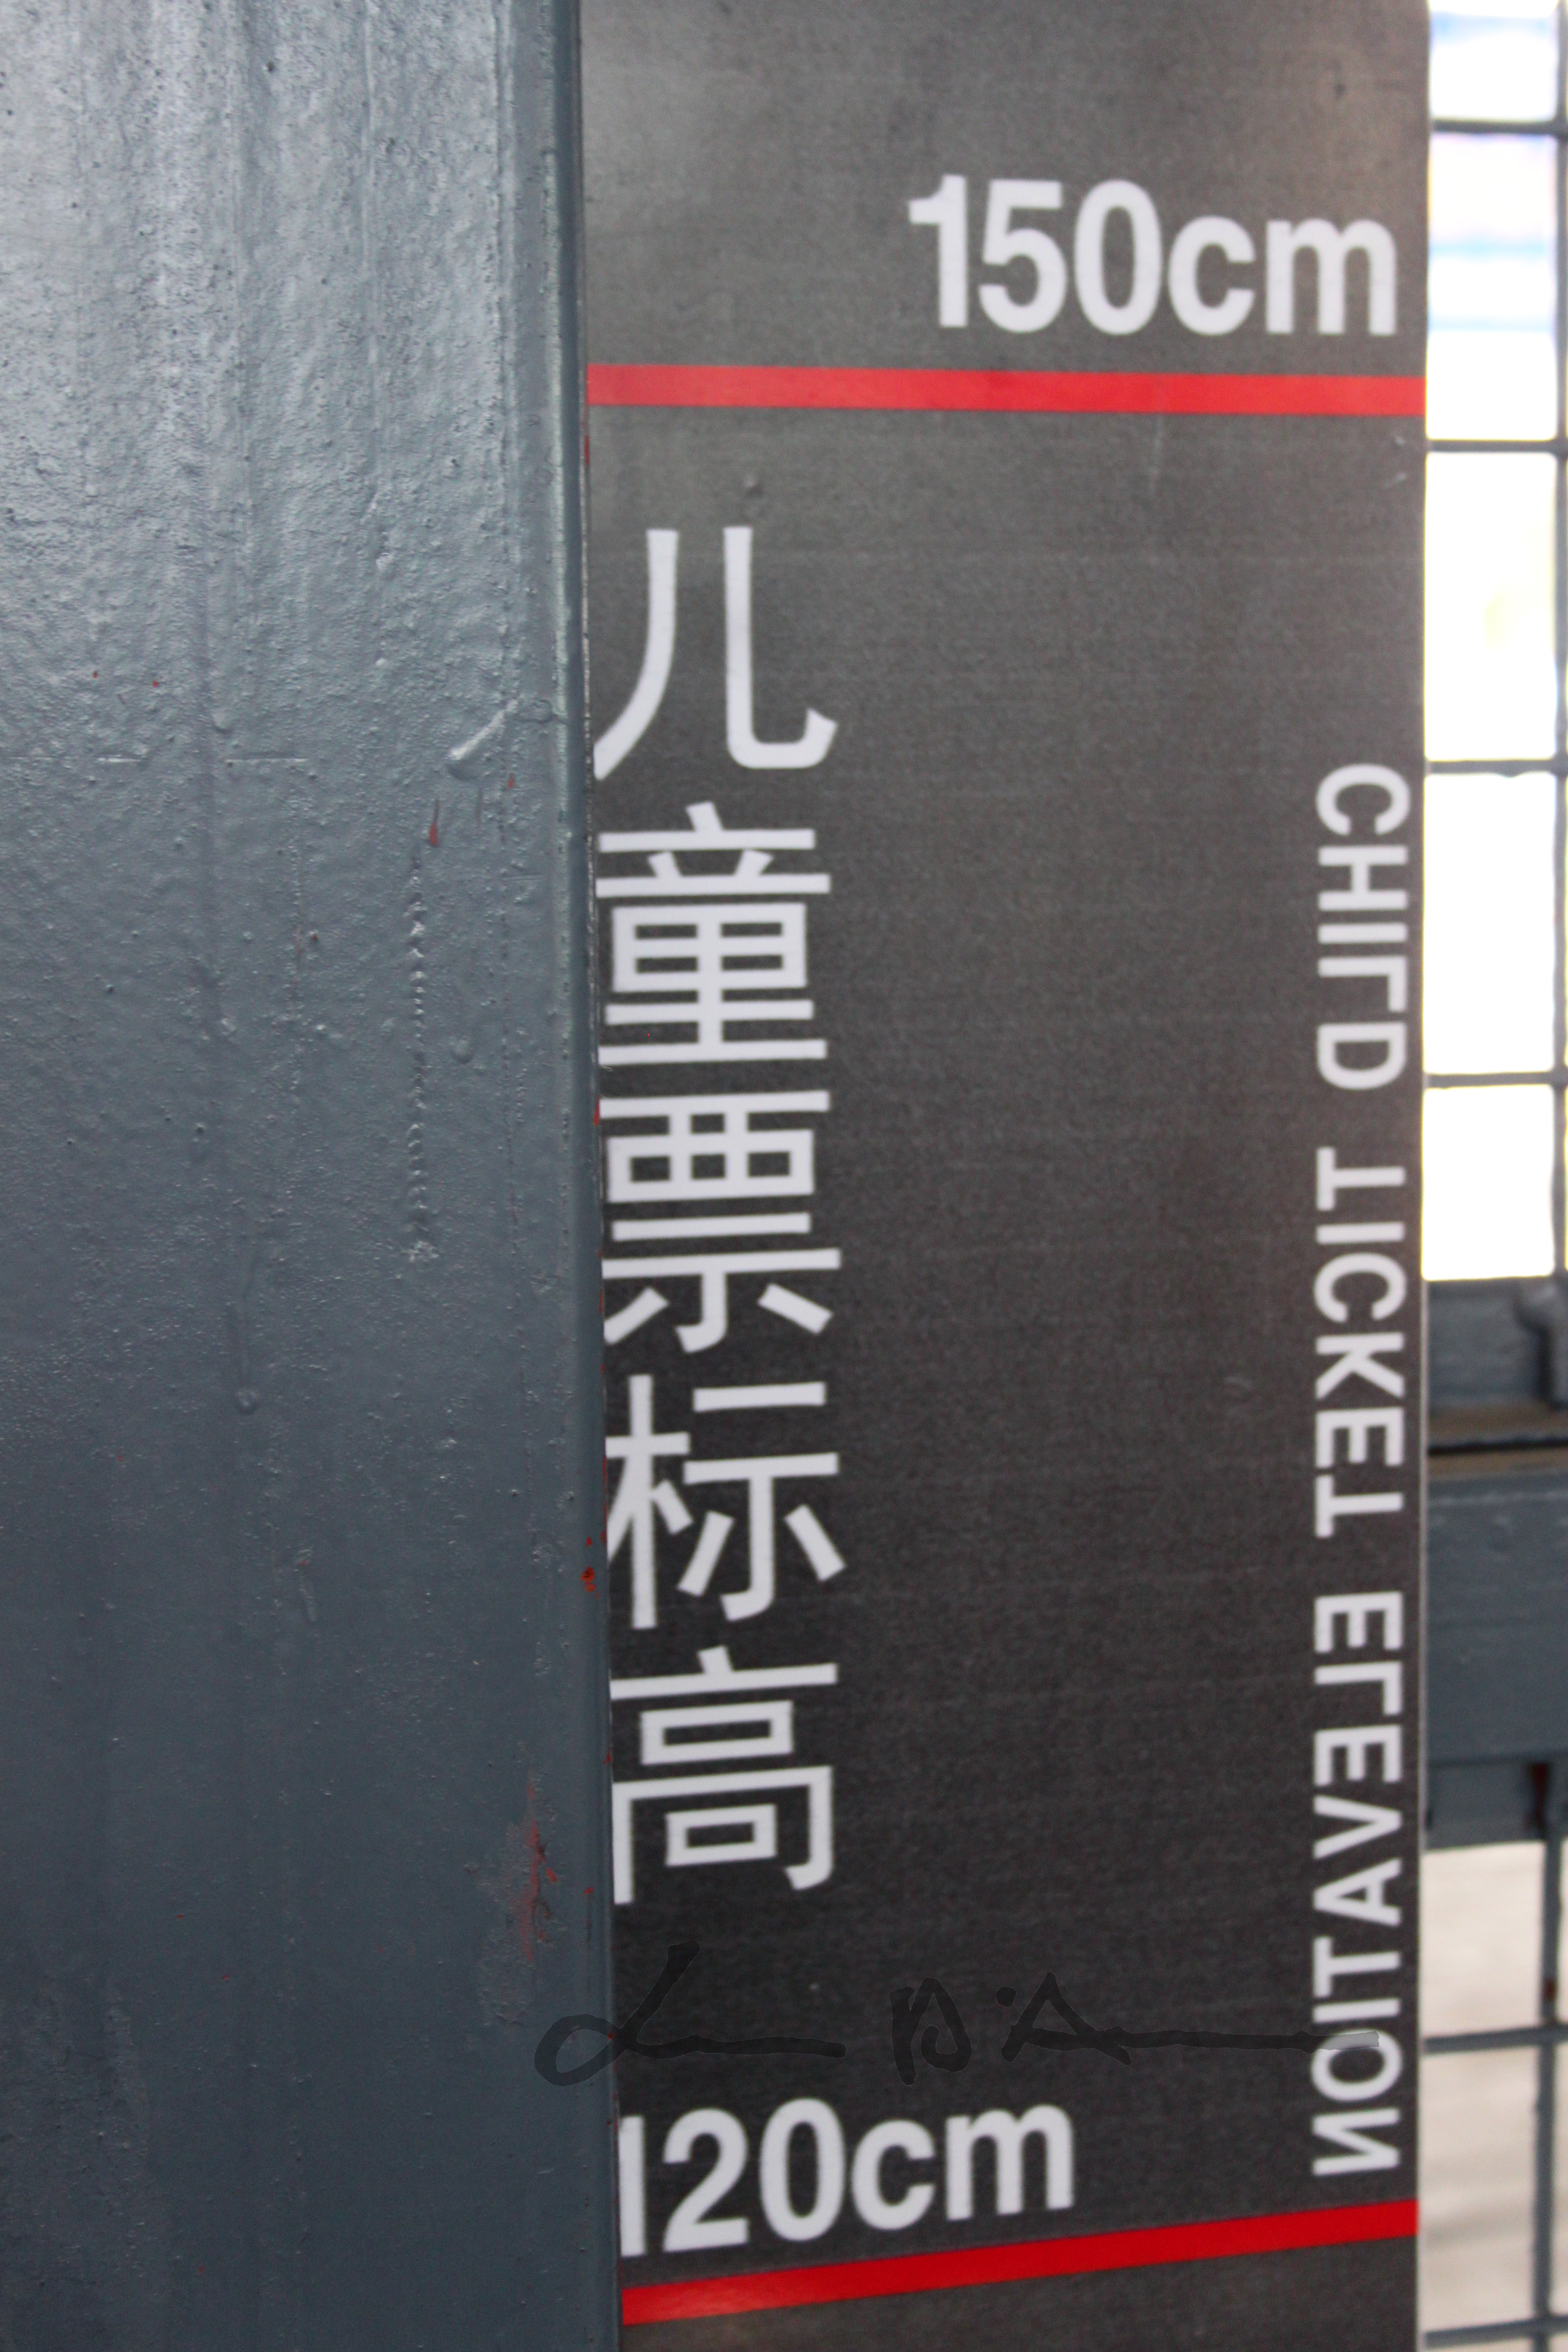 150cm
儿童票标高
CHILD TICKET ELEVATION
120cm